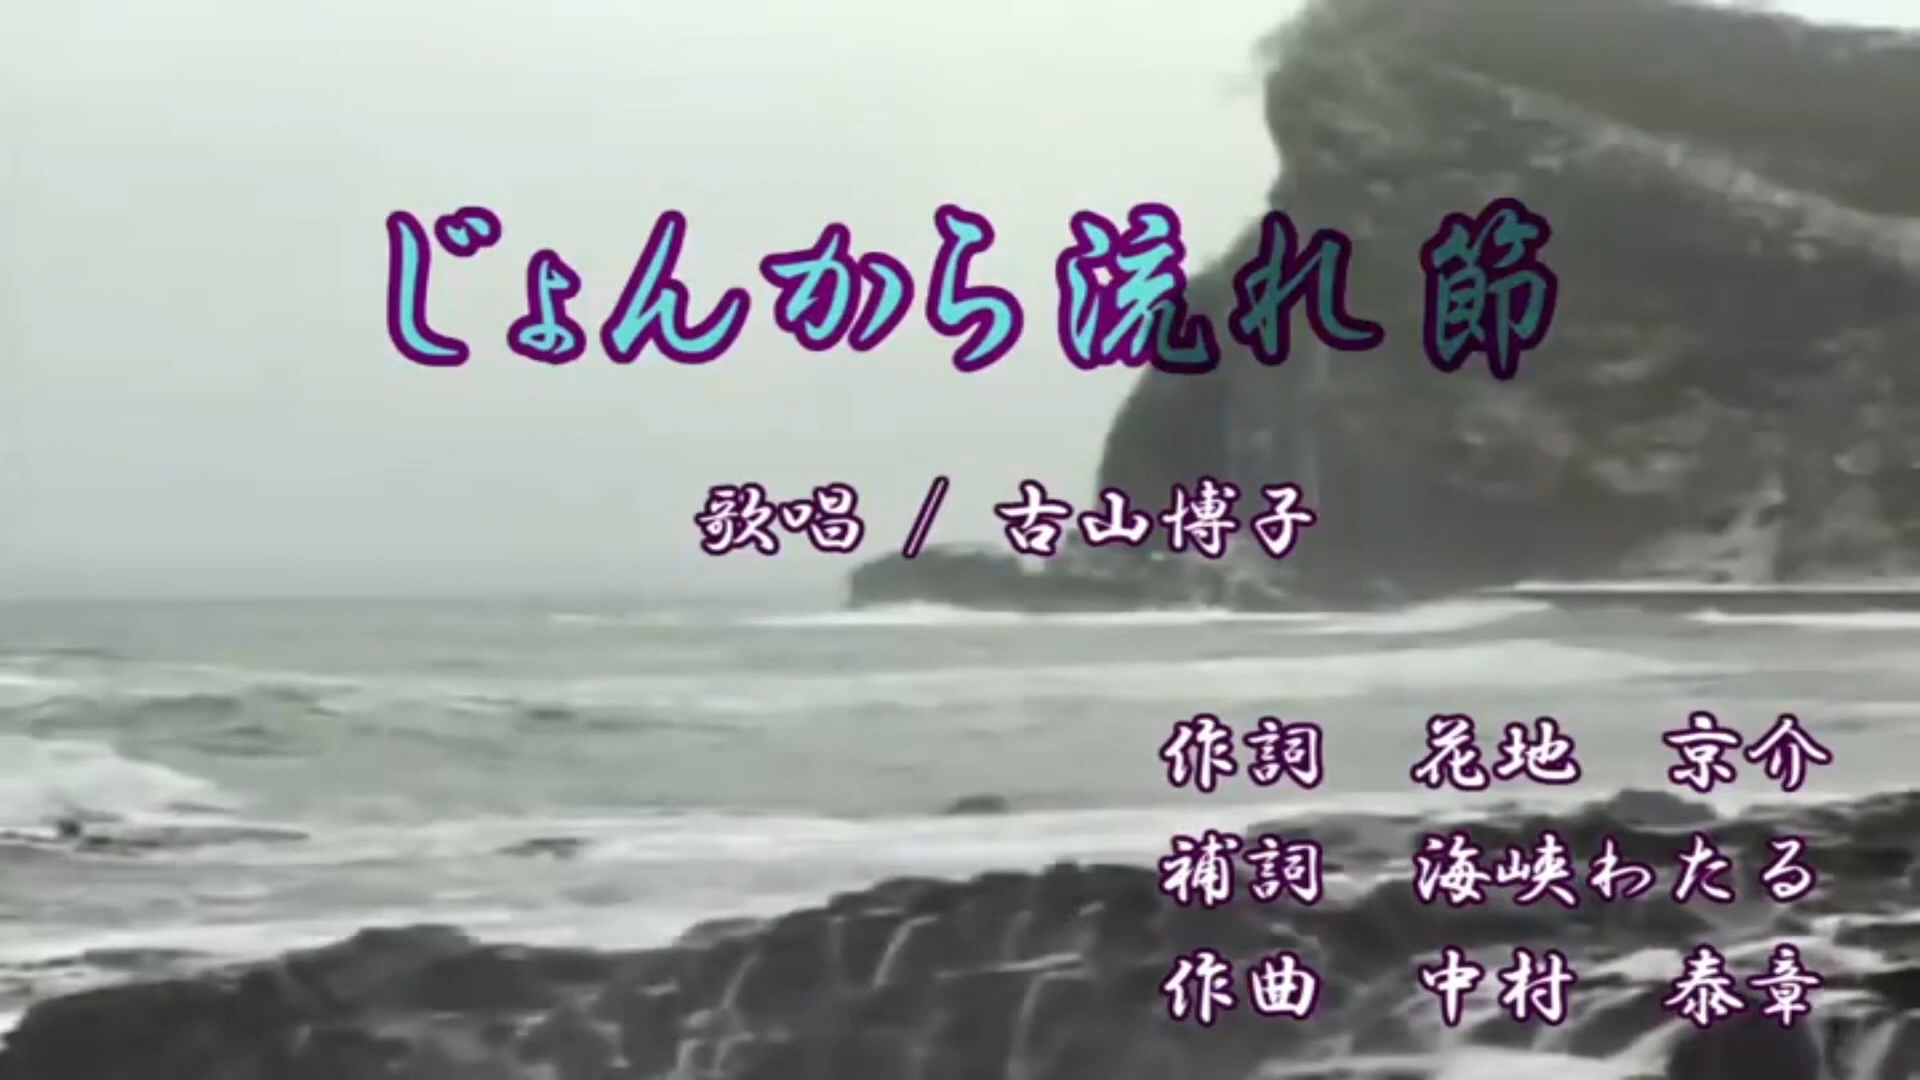 じょんから流れ節
歌唱 / 古山博子
作詞　花地　京介
補詞　海峡わたる
作曲　中村　泰章